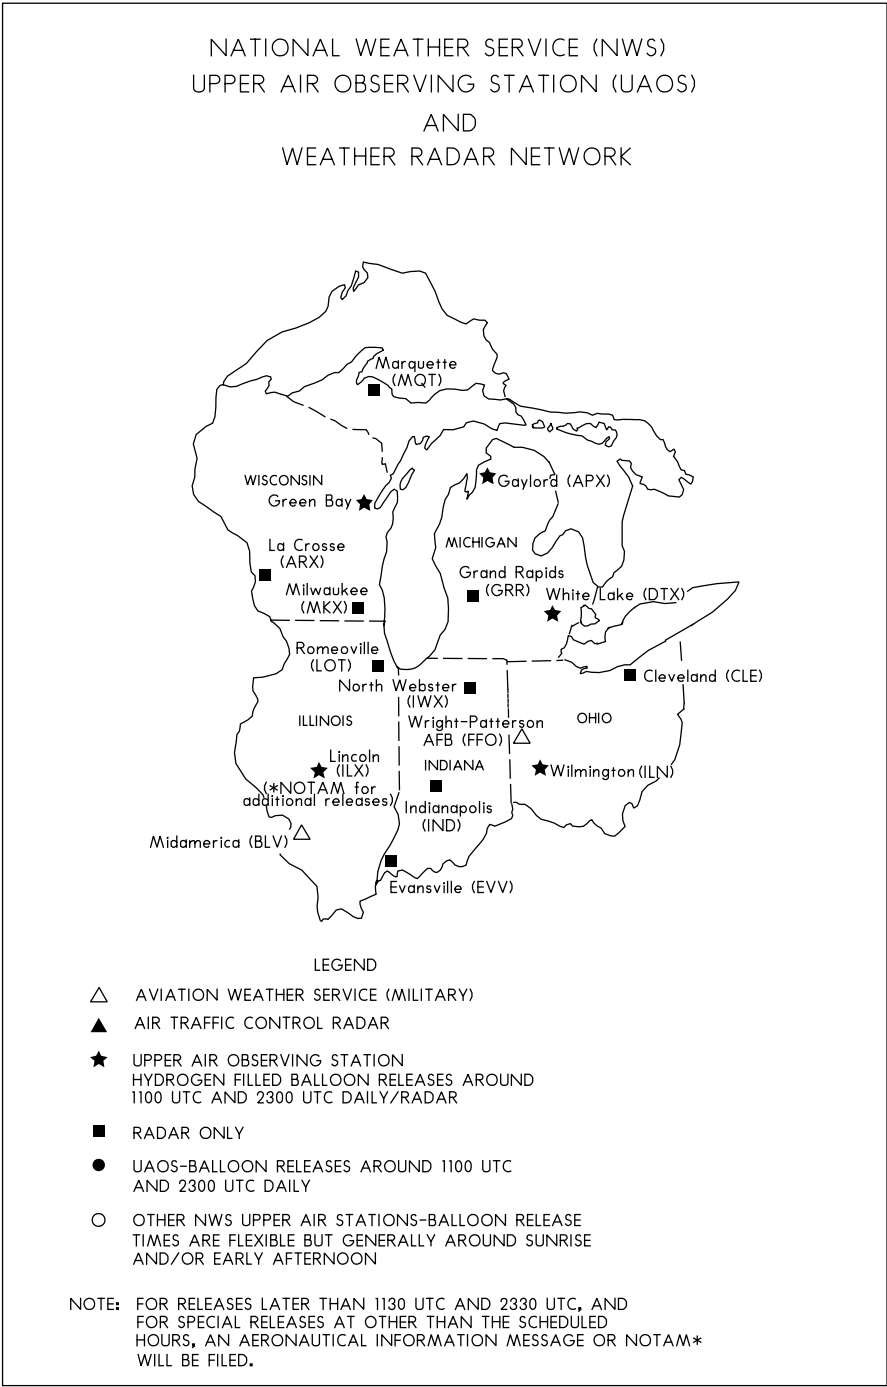 NATIONAL WEATHER SERVICE (NWS)
UPPER AIR OBSERVING STATION (UAOS)
AND
WEATHER RADAR NETWORK
Marquette
(MQT)
WISCONSIN
Green Bay
Gaylord (APX)
La Crosse
(ARX)
MICHIGAN
Grand Rapids
(GRR)
Milwaukee
(MKX)
White Lake (DTX)
Romeoville
(LOT)
North Webster
(IWX)
Cleveland (CLE)
ILLINOIS
Wright-Patterson
AFB (FFO)
OHIO
Lincoln
(ILX)
(*NOTAM for
additional releases)
INDIANA
Wilmington (ILN)
Indianapolis
(IND)
Midamerica (BLV)
Evansville (EVV)
LEGEND
AVIATION WEATHER SERVICE (MILITARY)
AIR TRAFFIC CONTROL RADAR
UPPER AIR OBSERVING STATION
HYDROGEN FILLED BALLOON RELEASES AROUND
1100 UTC AND 2300 UTC DAILY/RADAR
RADAR ONLY
UAOS-BALLOON RELEASES AROUND 1100 UTC
AND 2300 UTC DAILY
OTHER NWS UPPER AIR STATIONS-BALLOON RELEASE
TIMES ARE FLEXIBLE BUT GENERALLY AROUND SUNRISE
AND/OR EARLY AFTERNOON
NOTE: FOR RELEASES LATER THAN 1130 UTC AND 2330 UTC, AND
FOR SPECIAL RELEASES AT OTHER THAN THE SCHEDULED
HOURS, AN AERONAUTICAL INFORMATION MESSAGE OR NOTAM*
WILL BE FILED.